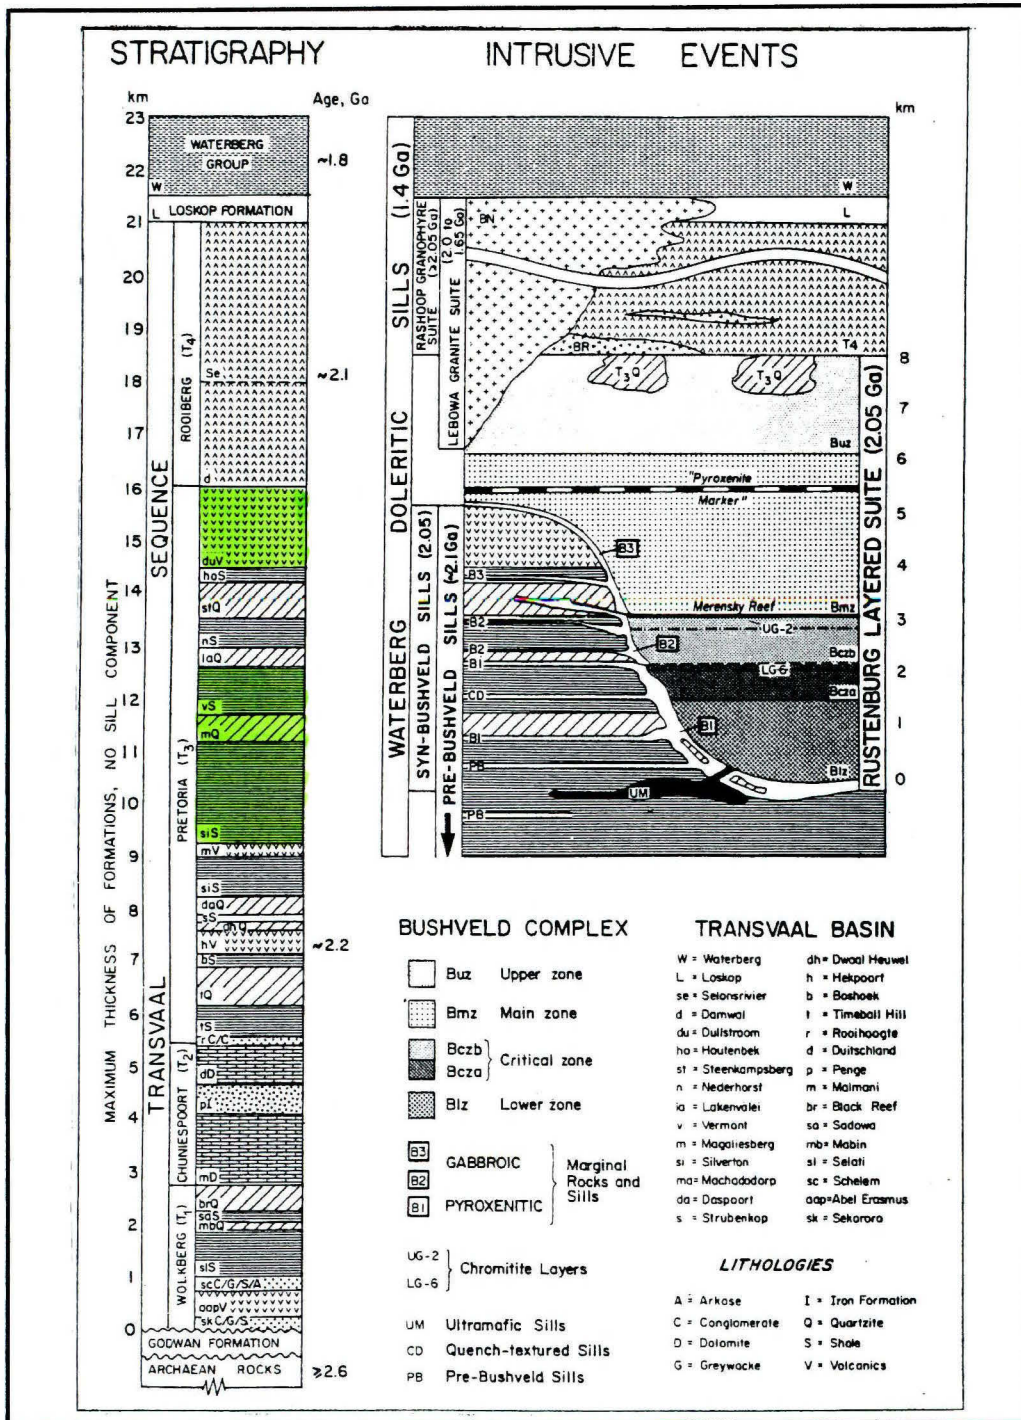 STRATIGRAPHY
INTRUSIVE EVENTS
km
Age, Ga
km
23
22
21
20
19
18
17
16
15
14
13
12
11
10
9
8
7
6
5
4
3
2
1
0
MAXIMUM THICKNESS OF FORMATIONS, NO SILL COMPONENT
TRANSVAAL SEQUENCE
ROOIBERG (T4)
PRETORIA (T3)
CHUNIESPOORT (T2)
WOLKBERG (T1)
WATERBERG
GROUP
W
L LOSKOP FORMATION
Se
d
duV
hoS
stQ
nS
laQ
vS
mQ
siS
mV
siS
daQ
sS
dhQ
hV
bS
tQ
tS
rC/C
dD
pI
mD
brQ
saS
mbQ
slS
scC/G/S/A
aapV
skC/G/S
GODWAN FORMATION
ARCHAEAN ROCKS
~1.8
~2.1
~2.2
≥2.6
WATERBERG DOLERITIC SILLS (1.4 Ga)
RASHOOP GRANOPHYRE
SUITE (≥2.05 Ga)
LEBOWA GRANITE SUITE
(2.0 to
1.65 Ga)
SYN-BUSHVELD SILLS (2.05)
PRE-BUSHVELD SILLS (~2.1Ga)
W
BN
L
T4
BR
T3Q
T3Q
Buz
"Pyroxenite
Marker"
B3
B3
Merensky Reef
Bmz
B2
UG-2
B2
B2
Bczb
B1
LG-6
CD
Bcza
B1
B1
PB
Blz
UM
PB
8
7
6
5
4
3
2
1
0
RUSTENBURG LAYERED SUITE (2.05 Ga)
BUSHVELD COMPLEX
Buz Upper zone
Bmz Main zone
Bczb
Bcza
Critical zone
Blz Lower zone
B3
B2 GABBROIC
B1 PYROXENITIC
Marginal
Rocks and
Sills
UG-2
LG-6
Chromitite Layers
UM Ultramafic Sills
CD Quench-textured Sills
PB Pre-Bushveld Sills
TRANSVAAL BASIN
W = Waterberg
L = Loskop
se = Selonsrivier
d = Damwal
du = Dullstroom
ho = Houtenbek
st = Steenkampsberg
n = Nederhorst
la = Lakenvalei
v = Vermont
m = Magaliesberg
si = Silverton
ma = Machadodorp
da = Daspoort
s = Strubenkop
dh = Dwaal Heuwel
h = Hekpoort
b = Boshoek
t = Timeball Hill
r = Rooihoogte
d = Duitschland
p = Penge
m = Malmani
br = Black Reef
sa = Sadowa
mb = Mabin
sl = Selati
sc = Schelem
aap=Abel Erasmus
sk = Sekororo
LITHOLOGIES
A = Arkose
C = Conglomerate
D = Dolomite
G = Greywacke
I = Iron Formation
Q = Quartzite
S = Shale
V = Volcanics